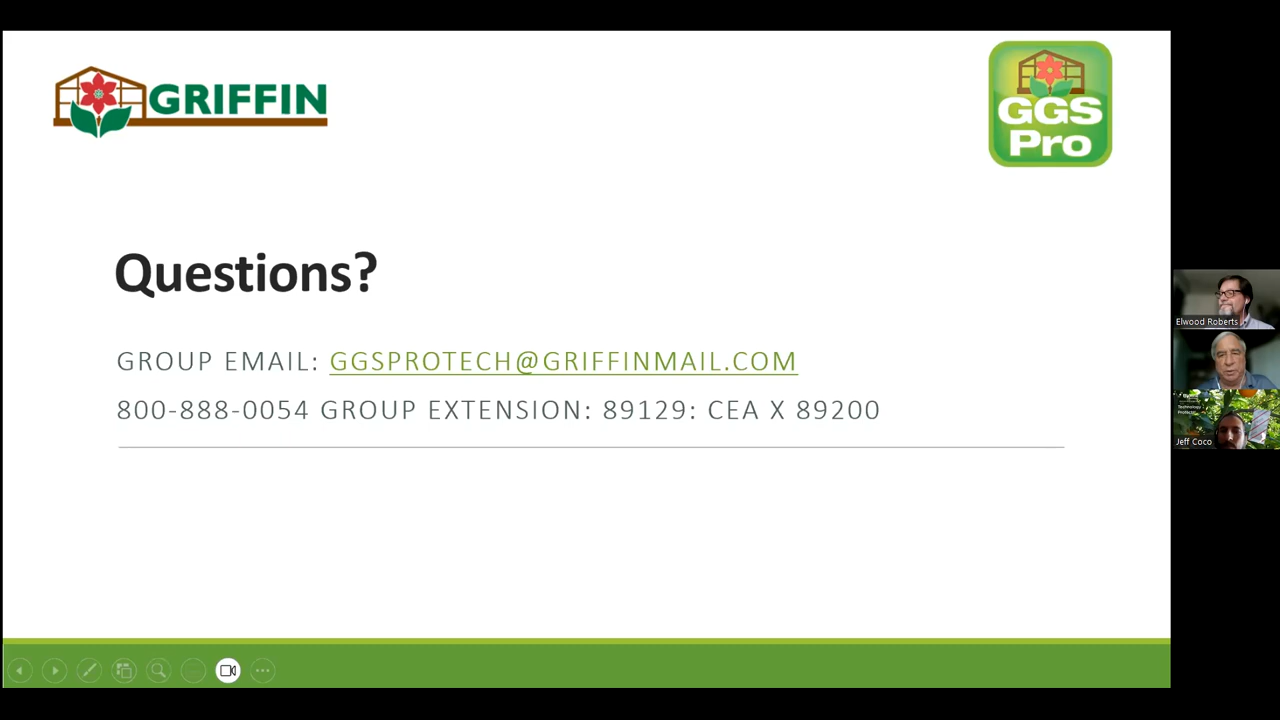 GRIFFIN
GGS
Pro
Questions?
GROUP EMAIL: GGSPROTECH@GRIFFINMAIL.COM
800-888-0054 GROUP EXTENSION: 89129: CEA X 89200
Elwood Roberts
Technology
Jeff Coco